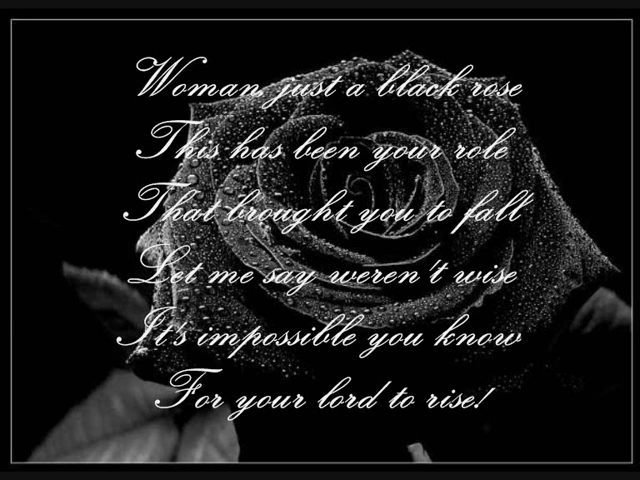 Woman, just a black rose
This has been your role
That brought you to fall
Let me say weren't wise
It's impossible you know
For your lord to rise!